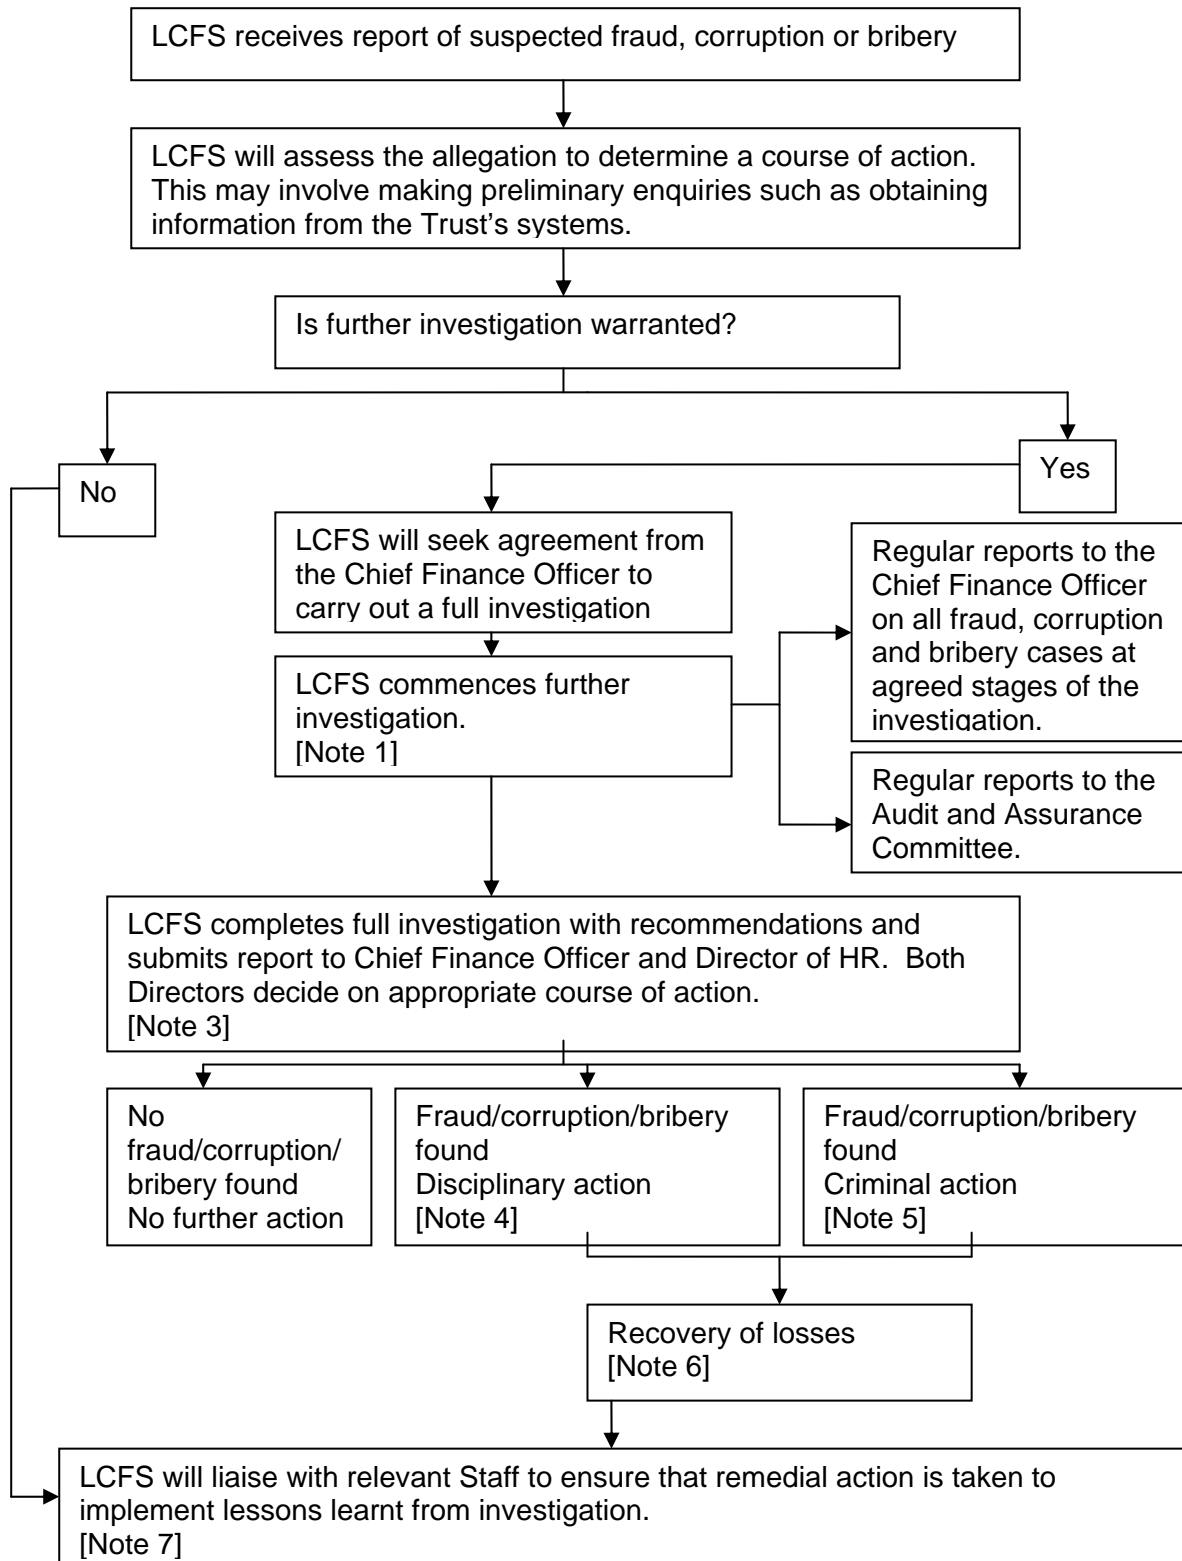 LCFS receives report of suspected fraud, corruption or bribery
LCFS will assess the allegation to determine a course of action.
This may involve making preliminary enquiries such as obtaining
information from the Trust's systems.
Is further investigation warranted?
No
Yes
LCFS will seek agreement from
the Chief Finance Officer to
carry out a full investigation
Regular reports to the
Chief Finance Officer
on all fraud, corruption
and bribery cases at
agreed stages of the
investigation.
LCFS commences further
investigation.
[Note 1]
Regular reports to the
Audit and Assurance
Committee.
LCFS completes full investigation with recommendations and
submits report to Chief Finance Officer and Director of HR.  Both
Directors decide on appropriate course of action.
[Note 3]
No
fraud/corruption/
bribery found
No further action
Fraud/corruption/bribery
found
Disciplinary action
[Note 4]
Fraud/corruption/bribery
found
Criminal action
[Note 5]
Recovery of losses
[Note 6]
LCFS will liaise with relevant Staff to ensure that remedial action is taken to
implement lessons learnt from investigation.
[Note 7]